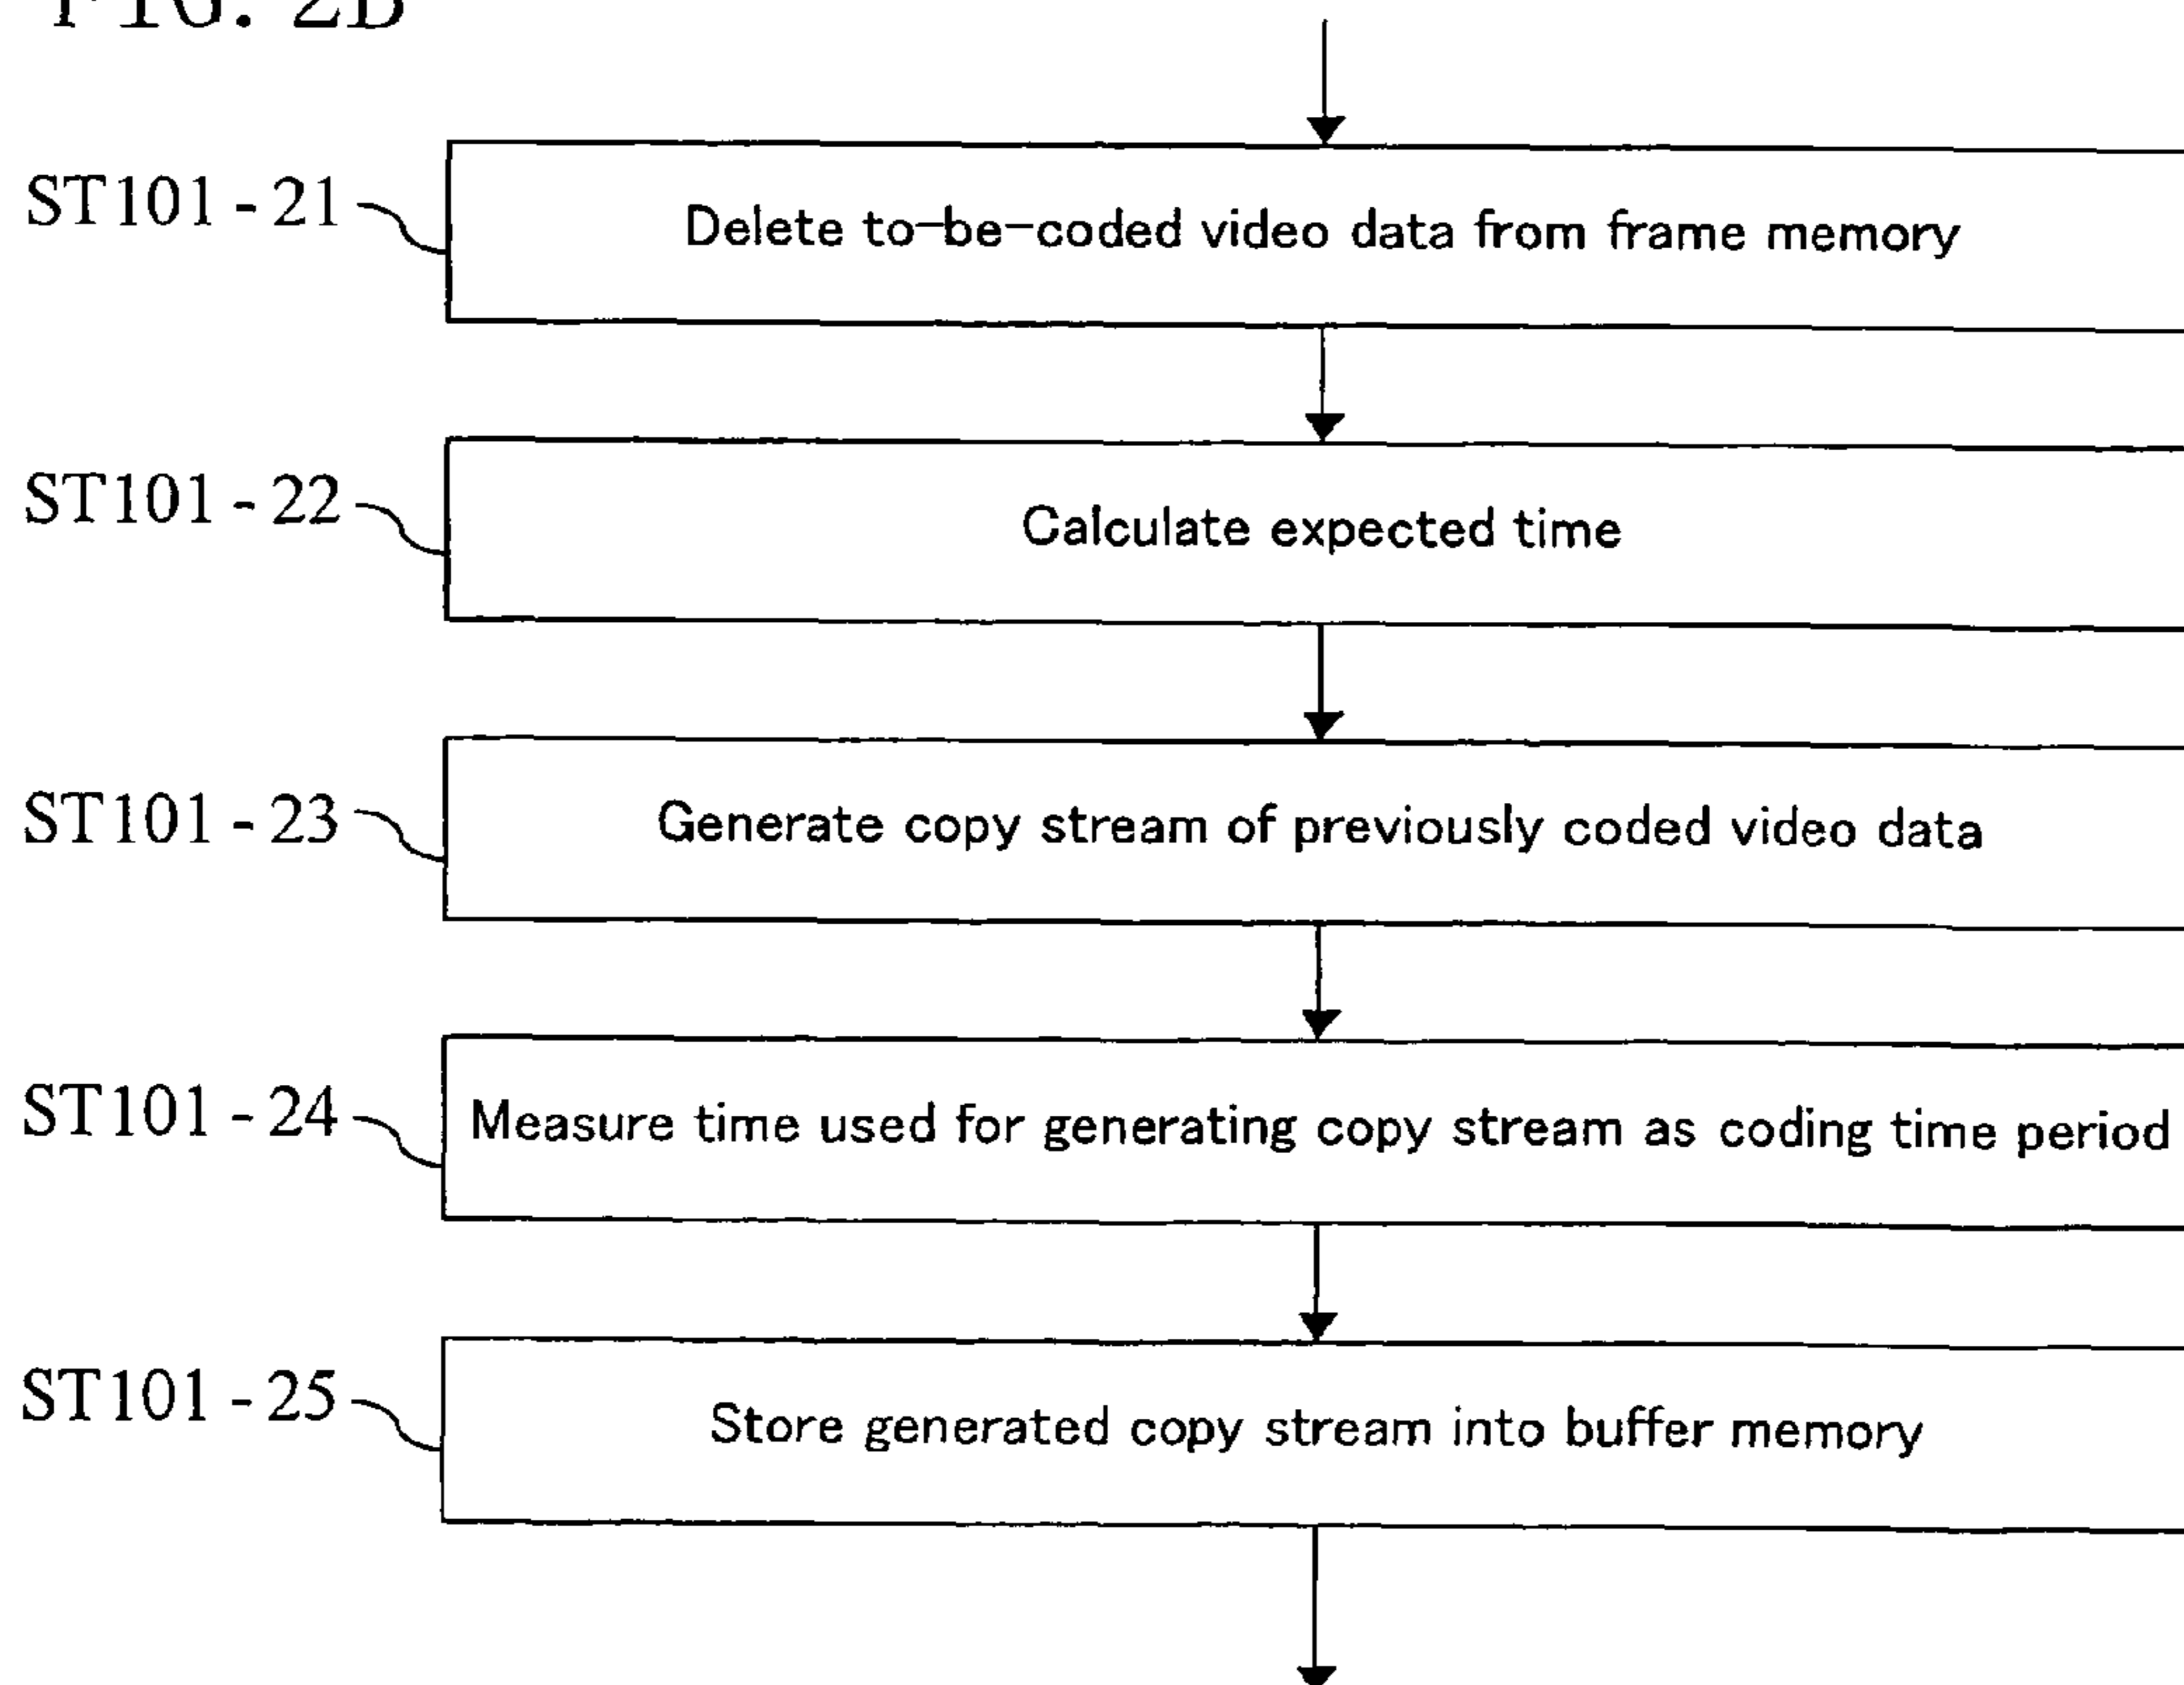 FIG. 2B
ST101-21
Delete to-be-coded video data from frame memory
ST101-22
Calculate expected time
ST101-23
Generate copy stream of previously coded video data
ST101-24
Measure time used for generating copy stream as coding time period
ST101-25
Store generated copy stream into buffer memory